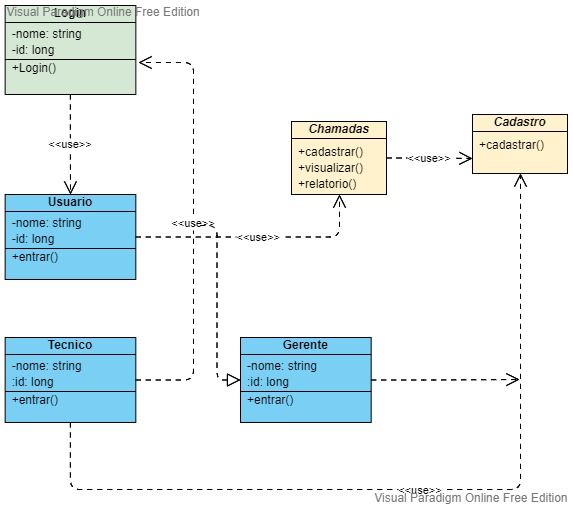 Visual Paradigm Online Free Edition
Login
-nome: string
-id: long
+Login()
<<use>>
Chamadas
+cadastrar()
+visualizar()
+relatorio()
<<use>>
Cadastro
+cadastrar()
Usuario
-nome: string
-id: long
+entrar()
<<use>>
<<use>>
Tecnico
-nome: string
:id: long
+entrar()
Gerente
-nome: string
:id: long
+entrar()
<<use>>
Visual Paradigm Online Free Edition